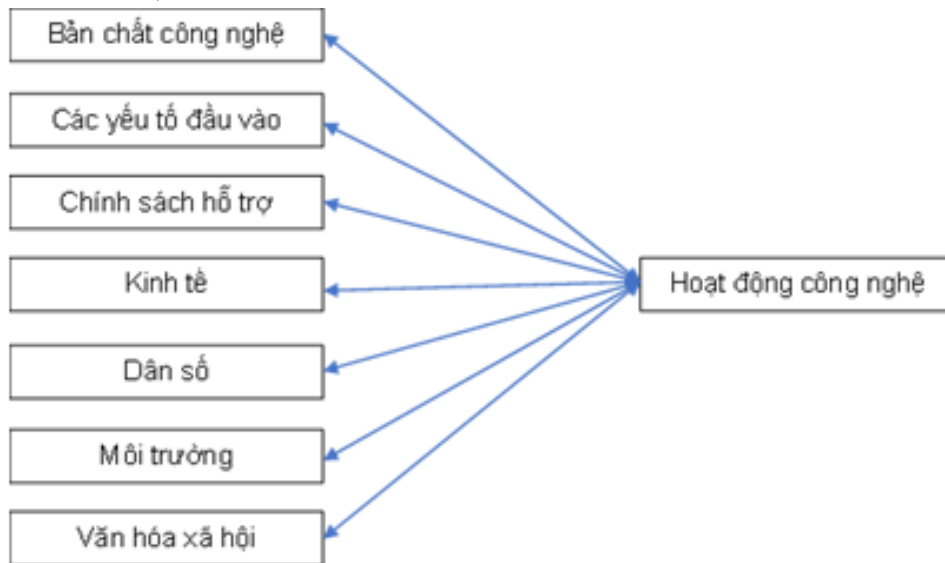 Bản chất công nghệ
Các yếu tố đầu vào
Chính sách hỗ trợ
Kinh tế
Hoạt động công nghệ
Dân số
Môi trường
Văn hóa xã hội